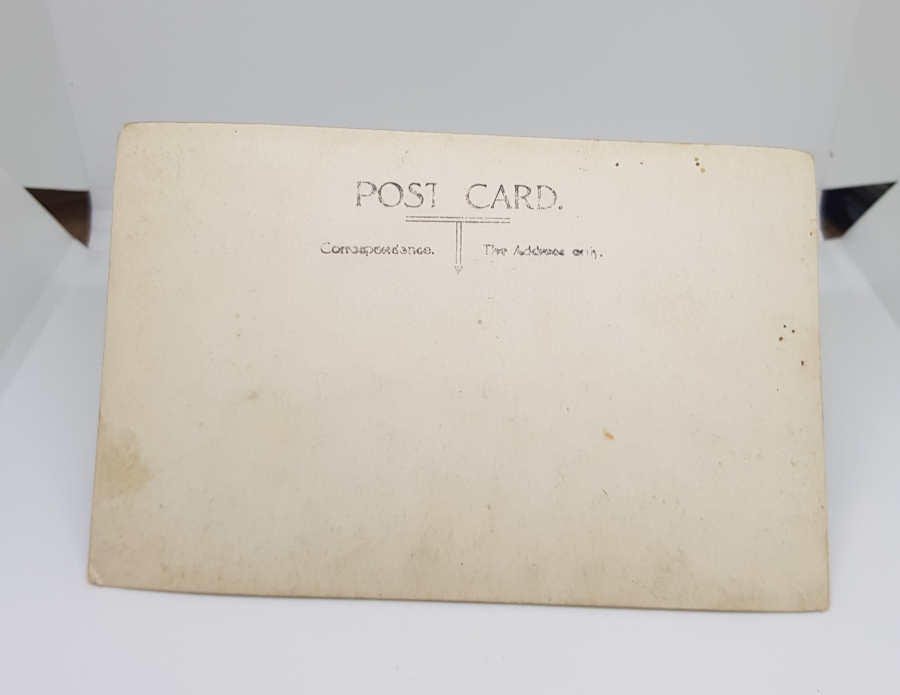 POST CARD.
Correspondence. The Address only.